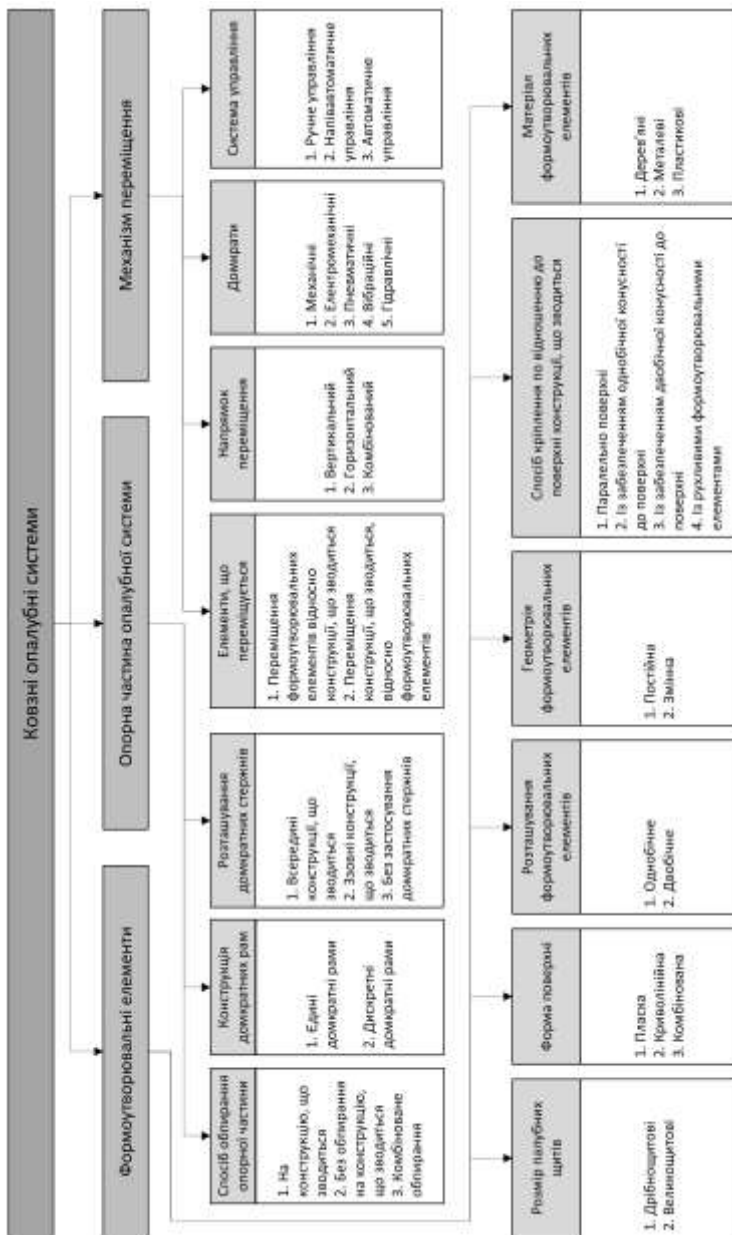 Ковзні опалубні системи
Формоутворювальні елементи
Опорна частина опалубної системи
Механізм переміщення
Спосіб обпирання
опорної частини
1. На
конструкцію, що
зводиться
2. Без обпирання
на конструкцію,
що зводиться
3. Комбіноване
обпирання
Конструкція
домкратних рам
1. Єдині
домкратні рами
2. Дискретні
домкратні рами
Розташування
домкратних стержнів
1. Всередині
конструкції, що
зводиться
2. Ззовні конструкції,
що зводиться
3. Без застосування
домкратних стержнів
Елементи, що
переміщується
1. Переміщення
формоутворювальних
елементів відносно
конструкції, що зводиться
2. Переміщення
конструкції, що зводиться,
відносно
формоутворювальних
елементів
Напрямок
переміщення
1. Вертикальний
2. Горизонтальний
3. Комбінований
Домкрати
1. Механічні
2. Електромеханічні
3. Пневматичні
4. Вібраційні
5. Гідравлічні
Система управління
1. Ручне управління
2. Напівавтоматичне
управління
3. Автоматичне
управління
Розмір палубних
щитів
1. Дрібнощитові
2. Великощитові
Форма поверхні
1. Пласка
2. Криволінійна
3. Комбінована
Розташування
формоутворювальних
елементів
1. Однобічне
2. Двобічне
Геометрія
формоутворювальних
елементів
1. Постійна
2. Змінна
Спосіб кріплення по відношенню до
поверхні конструкції, що зводиться
1. Паралельно поверхні
2. Із забезпеченням однобічної конусності
до поверхні
3. Із забезпеченням двобічної конусності до
поверхні
4. Із рухливими формоутворювальними
елементами
Матеріал
формоутворювальних
елементів
1. Дерев'яні
2. Металеві
3. Пластикові